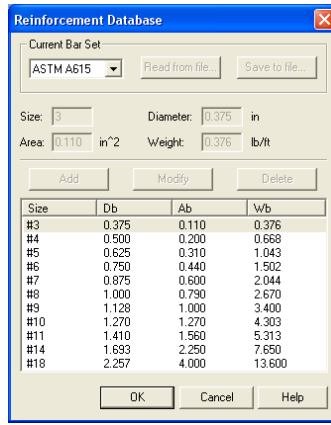 Reinforcement Database
Current Bar Set
ASTM A615 Read from file... Save to file...
Size: 3 Diameter: 0.375 in
Area: 0.110 in^2 Weight: 0.376 lb/ft
Add Modify Delete
Size Db Ab Wb
#3 0.375 0.110 0.376
#4 0.500 0.200 0.668
#5 0.625 0.310 1.043
#6 0.750 0.440 1.502
#7 0.875 0.600 2.044
#8 1.000 0.790 2.670
#9 1.128 1.000 3.400
#10 1.270 1.270 4.303
#11 1.410 1.560 5.313
#14 1.693 2.250 7.650
#18 2.257 4.000 13.600
OK Cancel Help